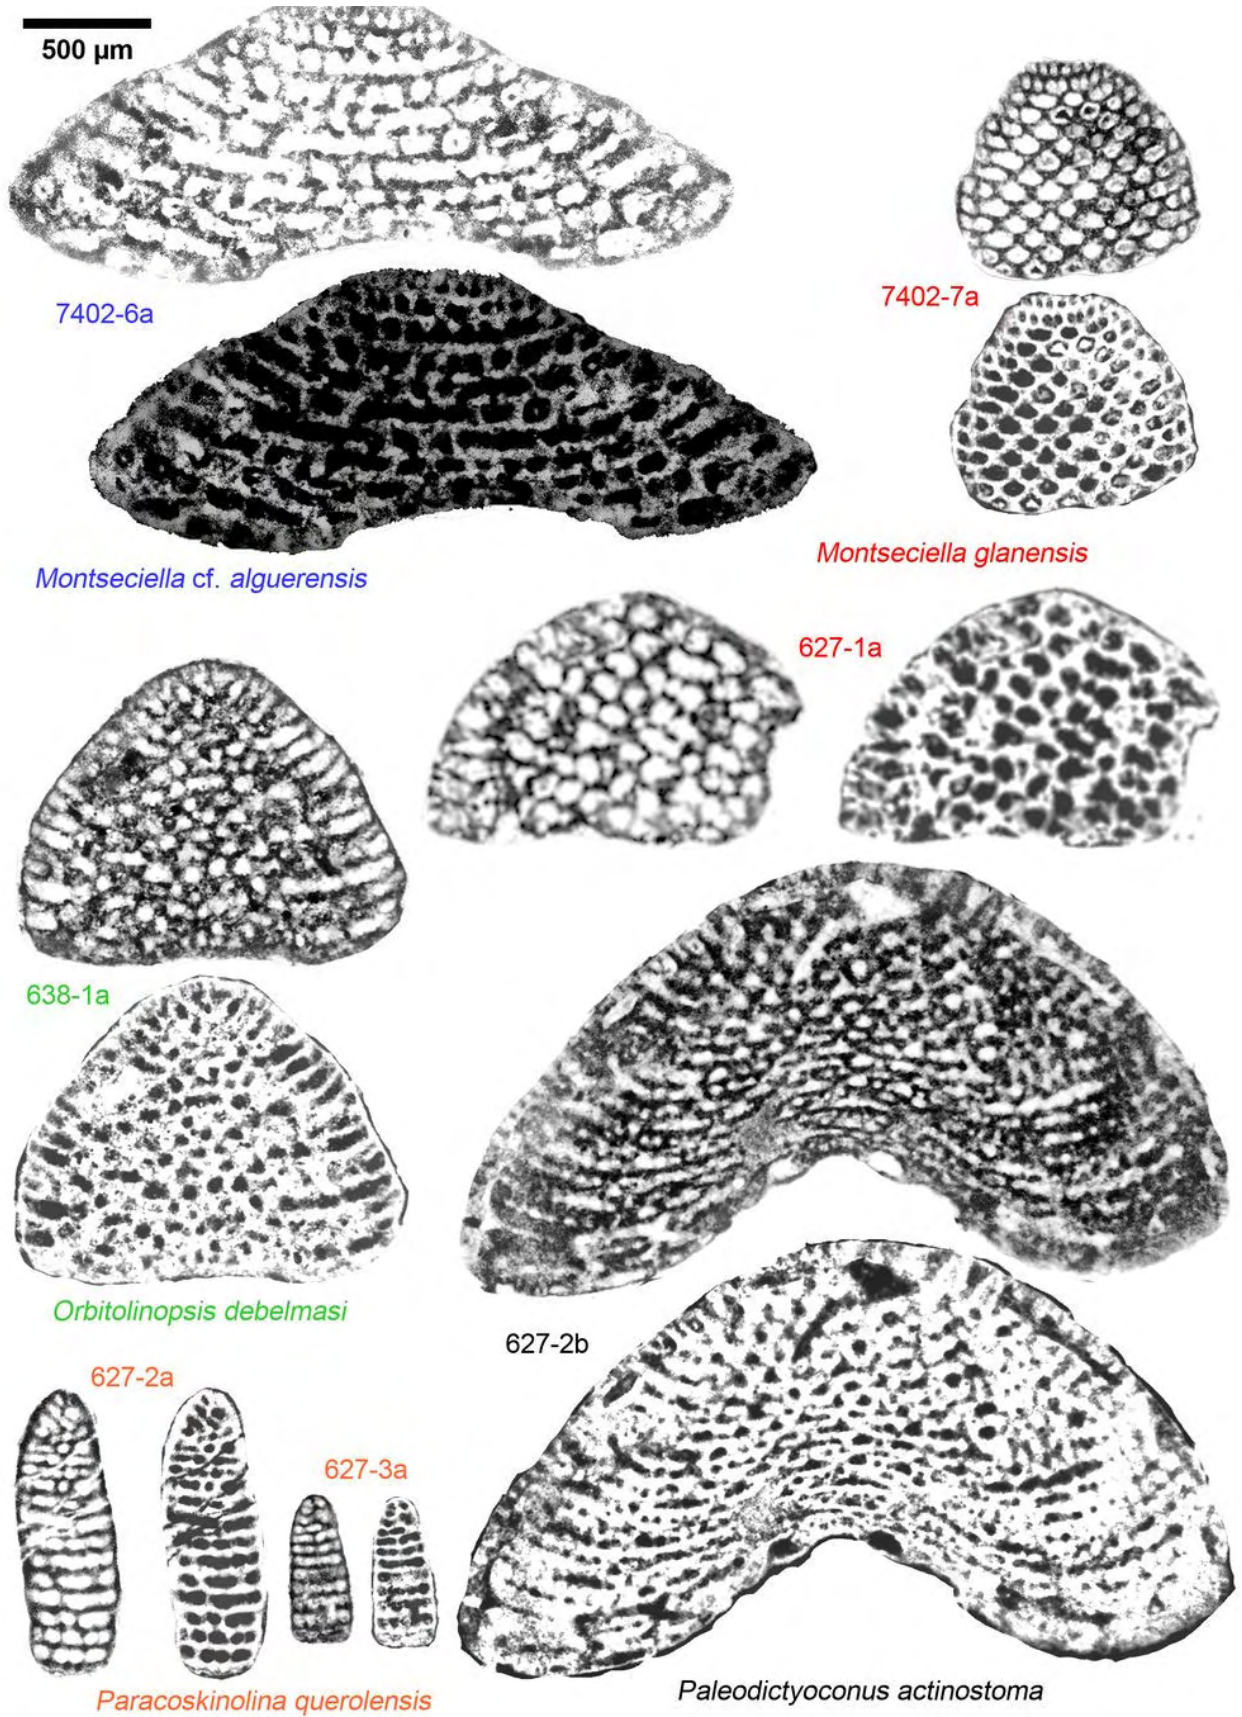 500 µm
7402-6a
7402-7a
Montseciella glanensis
Montseciella cf. alguerensis
627-1a
638-1a
Orbitolinopsis debelmasi
627-2b
627-2a
627-3a
Paracoskinolina querolensis
Paleodictyoconus actinostoma